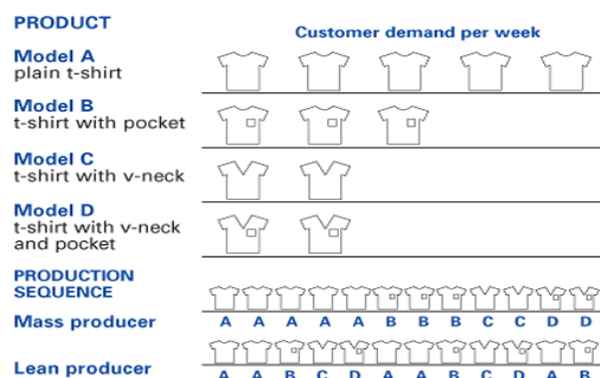 PRODUCT
Customer demand per week
Model A
plain t-shirt
Model B
t-shirt with pocket
Model C
t-shirt with v-neck
Model D
t-shirt with v-neck
and pocket
PRODUCTION
SEQUENCE
Mass producer A A A A A B B B C C D D
Lean producer A A B C D A A B C D A B